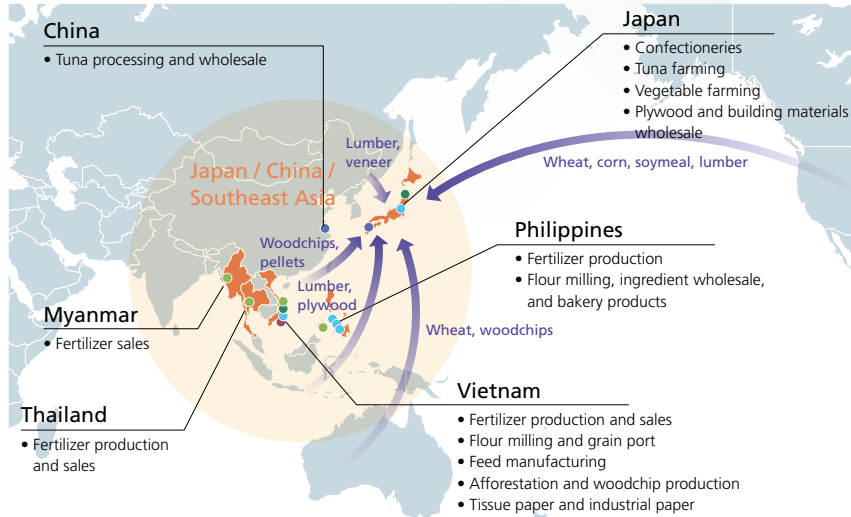 China
• Tuna processing and wholesale
Japan
• Confectioneries
• Tuna farming
• Vegetable farming
• Plywood and building materials
wholesale
Lumber,
veneer
Wheat, corn, soymeal, lumber
Japan / China /
Southeast Asia
Woodchips,
pellets
Lumber,
plywood
Philippines
• Fertilizer production
• Flour milling, ingredient wholesale,
and bakery products
Wheat, woodchips
Myanmar
• Fertilizer sales
Thailand
• Fertilizer production
and sales
Vietnam
• Fertilizer production and sales
• Flour milling and grain port
• Feed manufacturing
• Afforestation and woodchip production
• Tissue paper and industrial paper